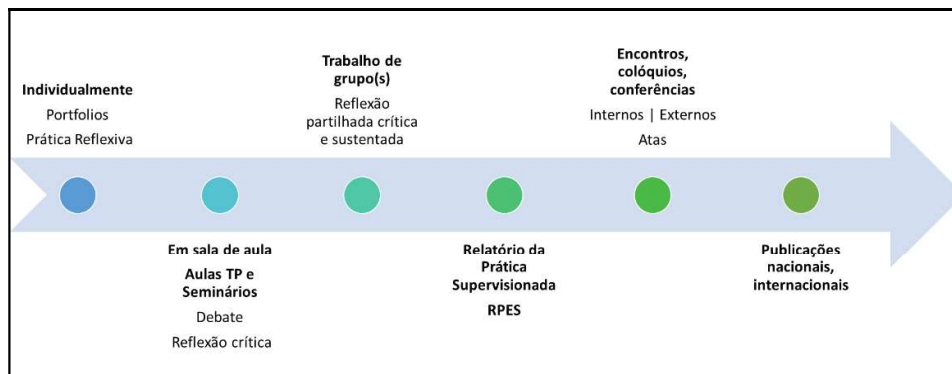 Individualmente
Portfolios
Prática Reflexiva
Em sala de aula
Aulas TP e
Seminários
Debate
Reflexão crítica
Trabalho de
grupo(s)
Reflexão
partilhada crítica
e sustentada
Relatório da
Prática
Supervisionada
RPES
Encontros,
colóquios,
conferências
Internos | Externos
Atas
Publicações
nacionais,
internacionais